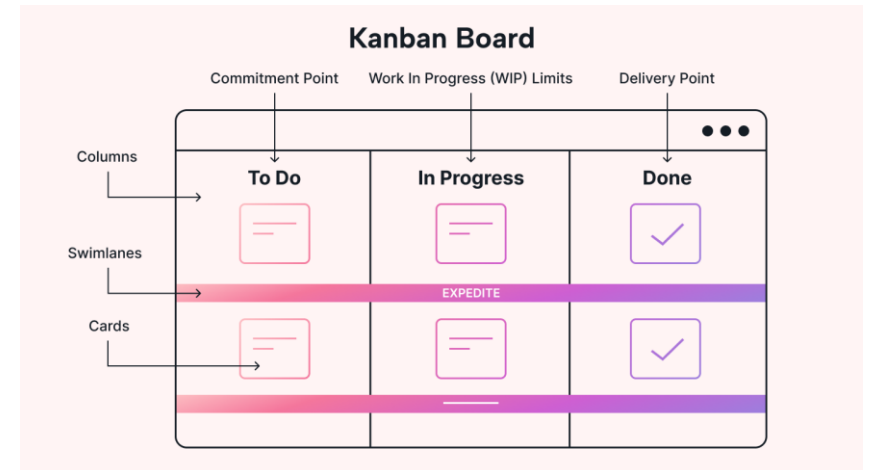 Kanban Board
Commitment Point
Work In Progress (WIP) Limits
Delivery Point
Columns
To Do
In Progress
Done
Swimlanes
EXPEDITE
Cards